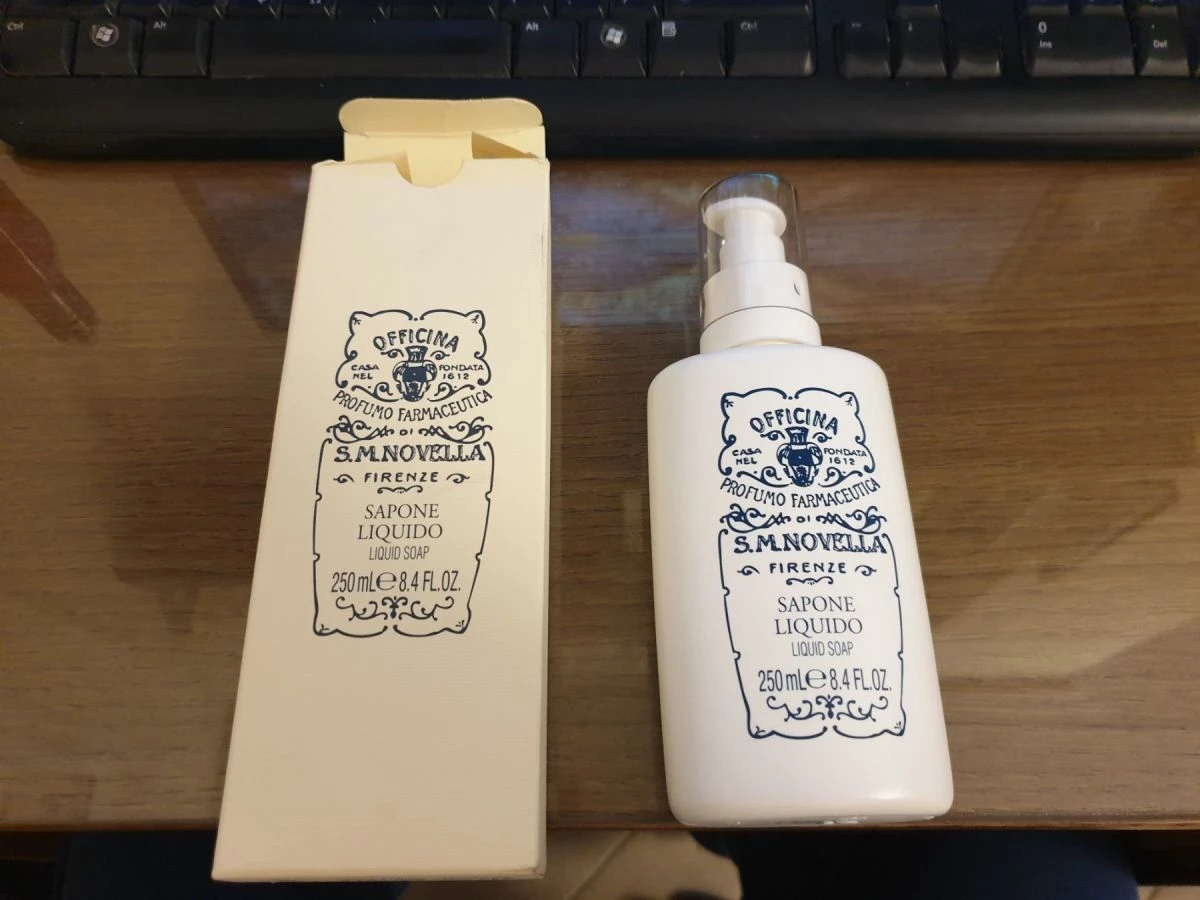 Ctrl
Alt
Alt
Ctrl
0
Ins
Del
OFFICINA
CASA FONDATA
NEL 1612
PROFUMO FARMACEUTICA
DI
S.M.NOVELLA
FIRENZE
SAPONE
LIQUIDO
LIQUID SOAP
250 mL℮8.4 FL.OZ.
OFFICINA
CASA FONDATA
NEL 1612
PROFUMO FARMACEUTICA
DI
S.M.NOVELLA
FIRENZE
SAPONE
LIQUIDO
LIQUID SOAP
250 mL℮8.4 FL.OZ.